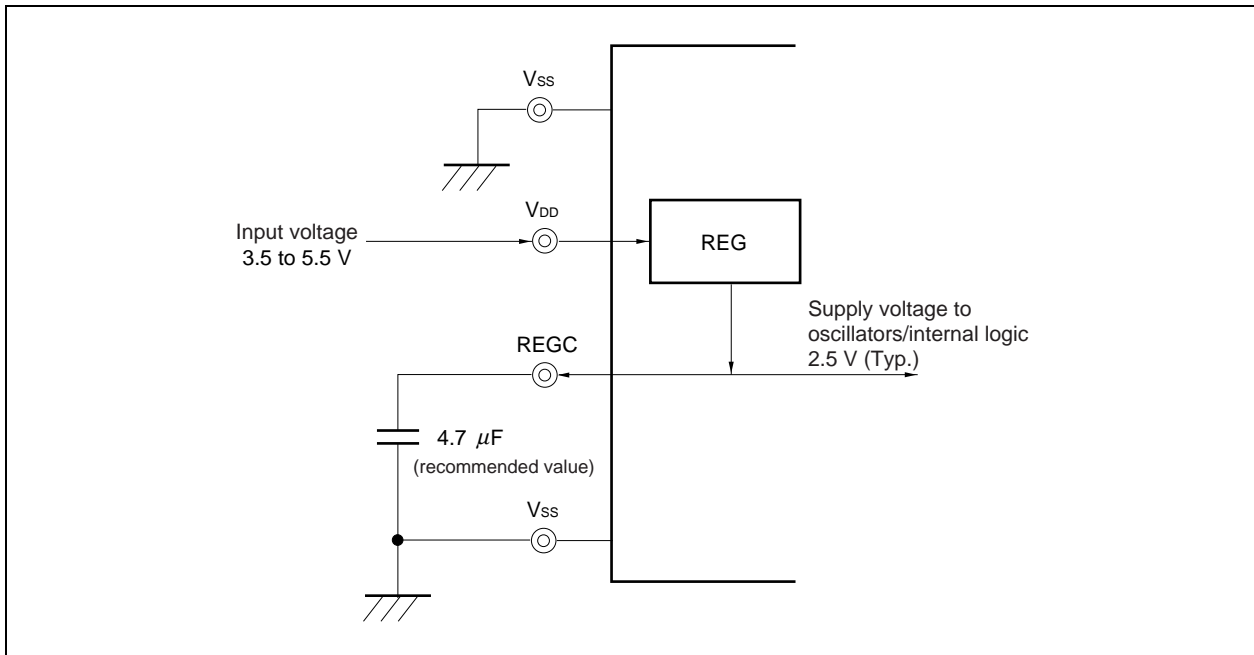 Vss
VDD
Input voltage
3.5 to 5.5 V
REG
Supply voltage to
oscillators/internal logic
2.5 V (Typ.)
REGC
4.7 μF
(recommended value)
Vss